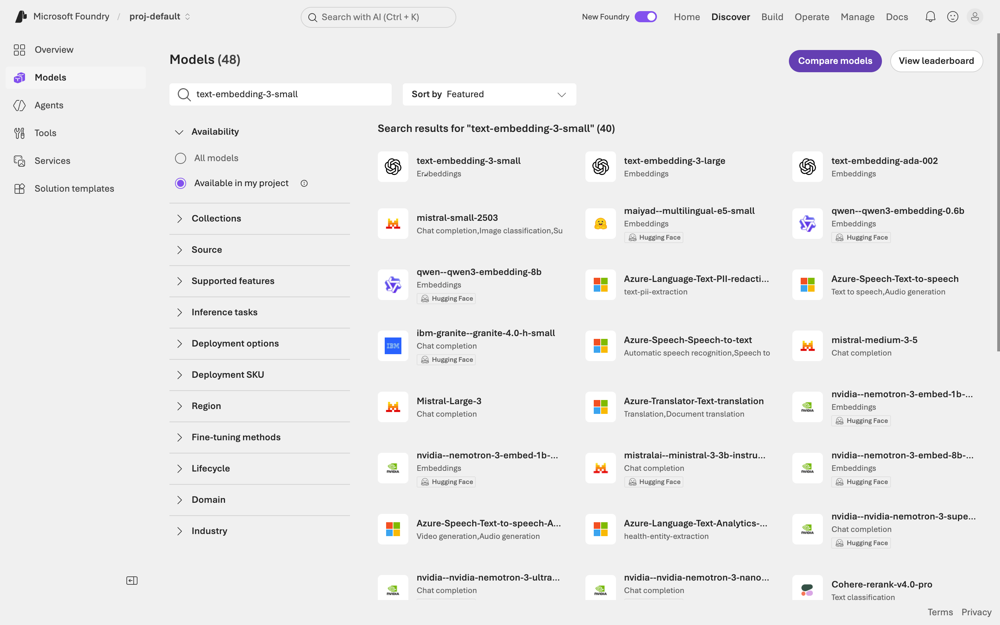 Microsoft Foundry / proj-default
Search with AI (Ctrl + K)
New Foundry
Home
Discover
Build
Operate
Manage
Docs
Overview
Models
Agents
Tools
Services
Solution templates
Models (48)
Compare models
View leaderboard
text-embedding-3-small
Sort by Featured
Availability
All models
Available in my project
Collections
Source
Supported features
Inference tasks
Deployment options
Deployment SKU
Region
Fine-tuning methods
Lifecycle
Domain
Industry
Search results for "text-embedding-3-small" (40)
text-embedding-3-small
text-embedding-3-large
Embeddings
text-embedding-ada-002
Embeddings
mistral-small-2503
Chat completion,Image classification,Su
maiyad--multilingual-e5-small
Embeddings
Hugging Face
qwen--qwen3-embedding-0.6b
Embeddings
Hugging Face
qwen--qwen3-embedding-8b
Embeddings
Hugging Face
Azure-Language-Text-PII-redacti...
text-pii-extraction
Azure-Speech-Text-to-speech
Text to speech,Audio generation
IBM
ibm-granite--granite-4.0-h-small
Chat completion
Hugging Face
Azure-Speech-Speech-to-text
Automatic speech recognition,Speech to
mistral-medium-3-5
Chat completion
Mistral-Large-3
Chat completion
Azure-Translator-Text-translation
Translation,Document translation
NVIDIA
nvidia--nemotron-3-embed-1b-...
Embeddings
Hugging Face
NVIDIA
nvidia--nemotron-3-embed-1b-...
Embeddings
Hugging Face
mistralai--ministral-3-3b-instru...
Chat completion
Hugging Face
NVIDIA
nvidia--nemotron-3-embed-8b-...
Embeddings
Hugging Face
Azure-Speech-Text-to-speech-A...
Video generation,Audio generation
Azure-Language-Text-Analytics-...
health-entity-extraction
NVIDIA
nvidia--nvidia-nemotron-3-supe...
Chat completion
Hugging Face
NVIDIA
nvidia--nvidia-nemotron-3-ultra...
Chat completion
NVIDIA
nvidia--nvidia-nemotron-3-nano...
Chat completion
Cohere-rerank-v4.0-pro
Text classification
Terms
Privacy